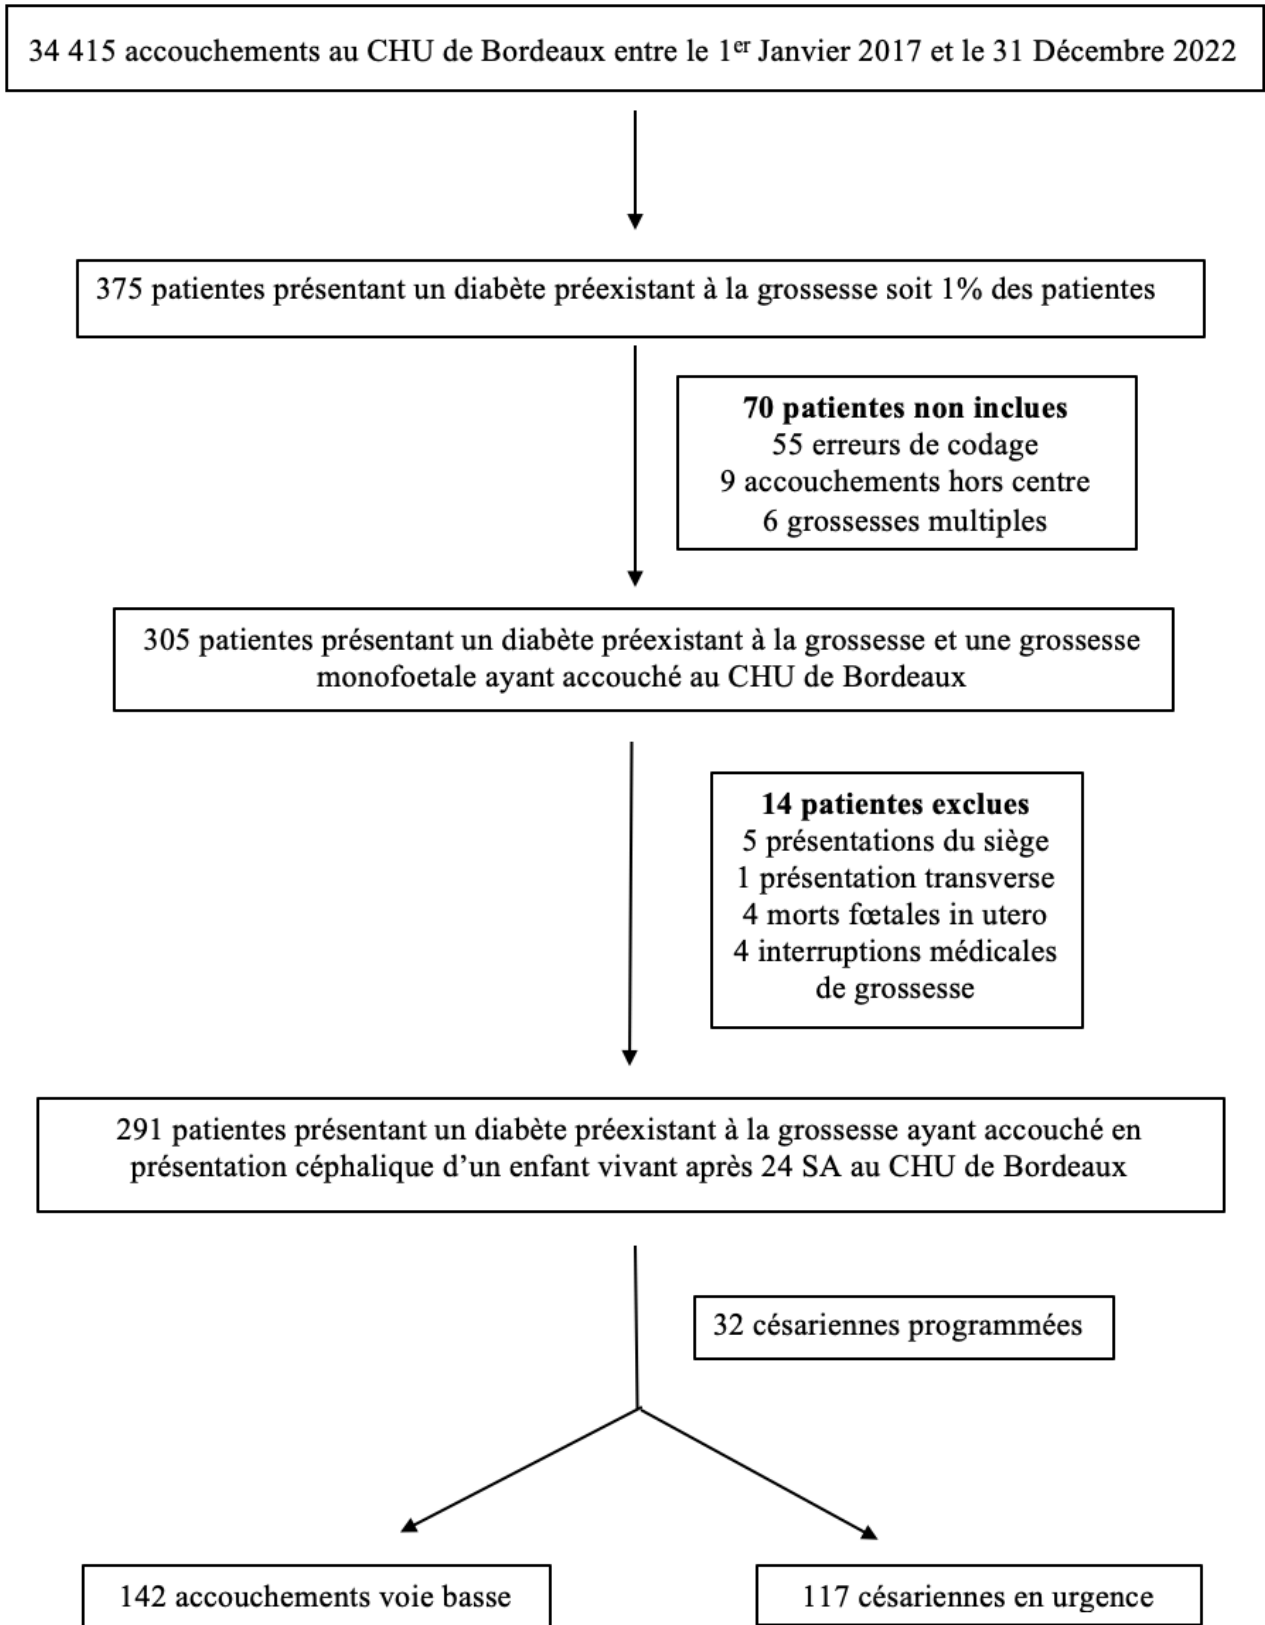 34 415 accouchements au CHU de Bordeaux entre le 1er Janvier 2017 et le 31 Décembre 2022
375 patientes présentant un diabète préexistant à la grossesse soit 1% des patientes
70 patientes non inclues
55 erreurs de codage
9 accouchements hors centre
6 grossesses multiples
305 patientes présentant un diabète préexistant à la grossesse et une grossesse
monofoetale ayant accouché au CHU de Bordeaux
14 patientes exclues
5 présentations du siège
1 présentation transverse
4 morts fœtales in utero
4 interruptions médicales
de grossesse
291 patientes présentant un diabète préexistant à la grossesse ayant accouché en
présentation céphalique d’un enfant vivant après 24 SA au CHU de Bordeaux
32 césariennes programmées
142 accouchements voie basse
117 césariennes en urgence